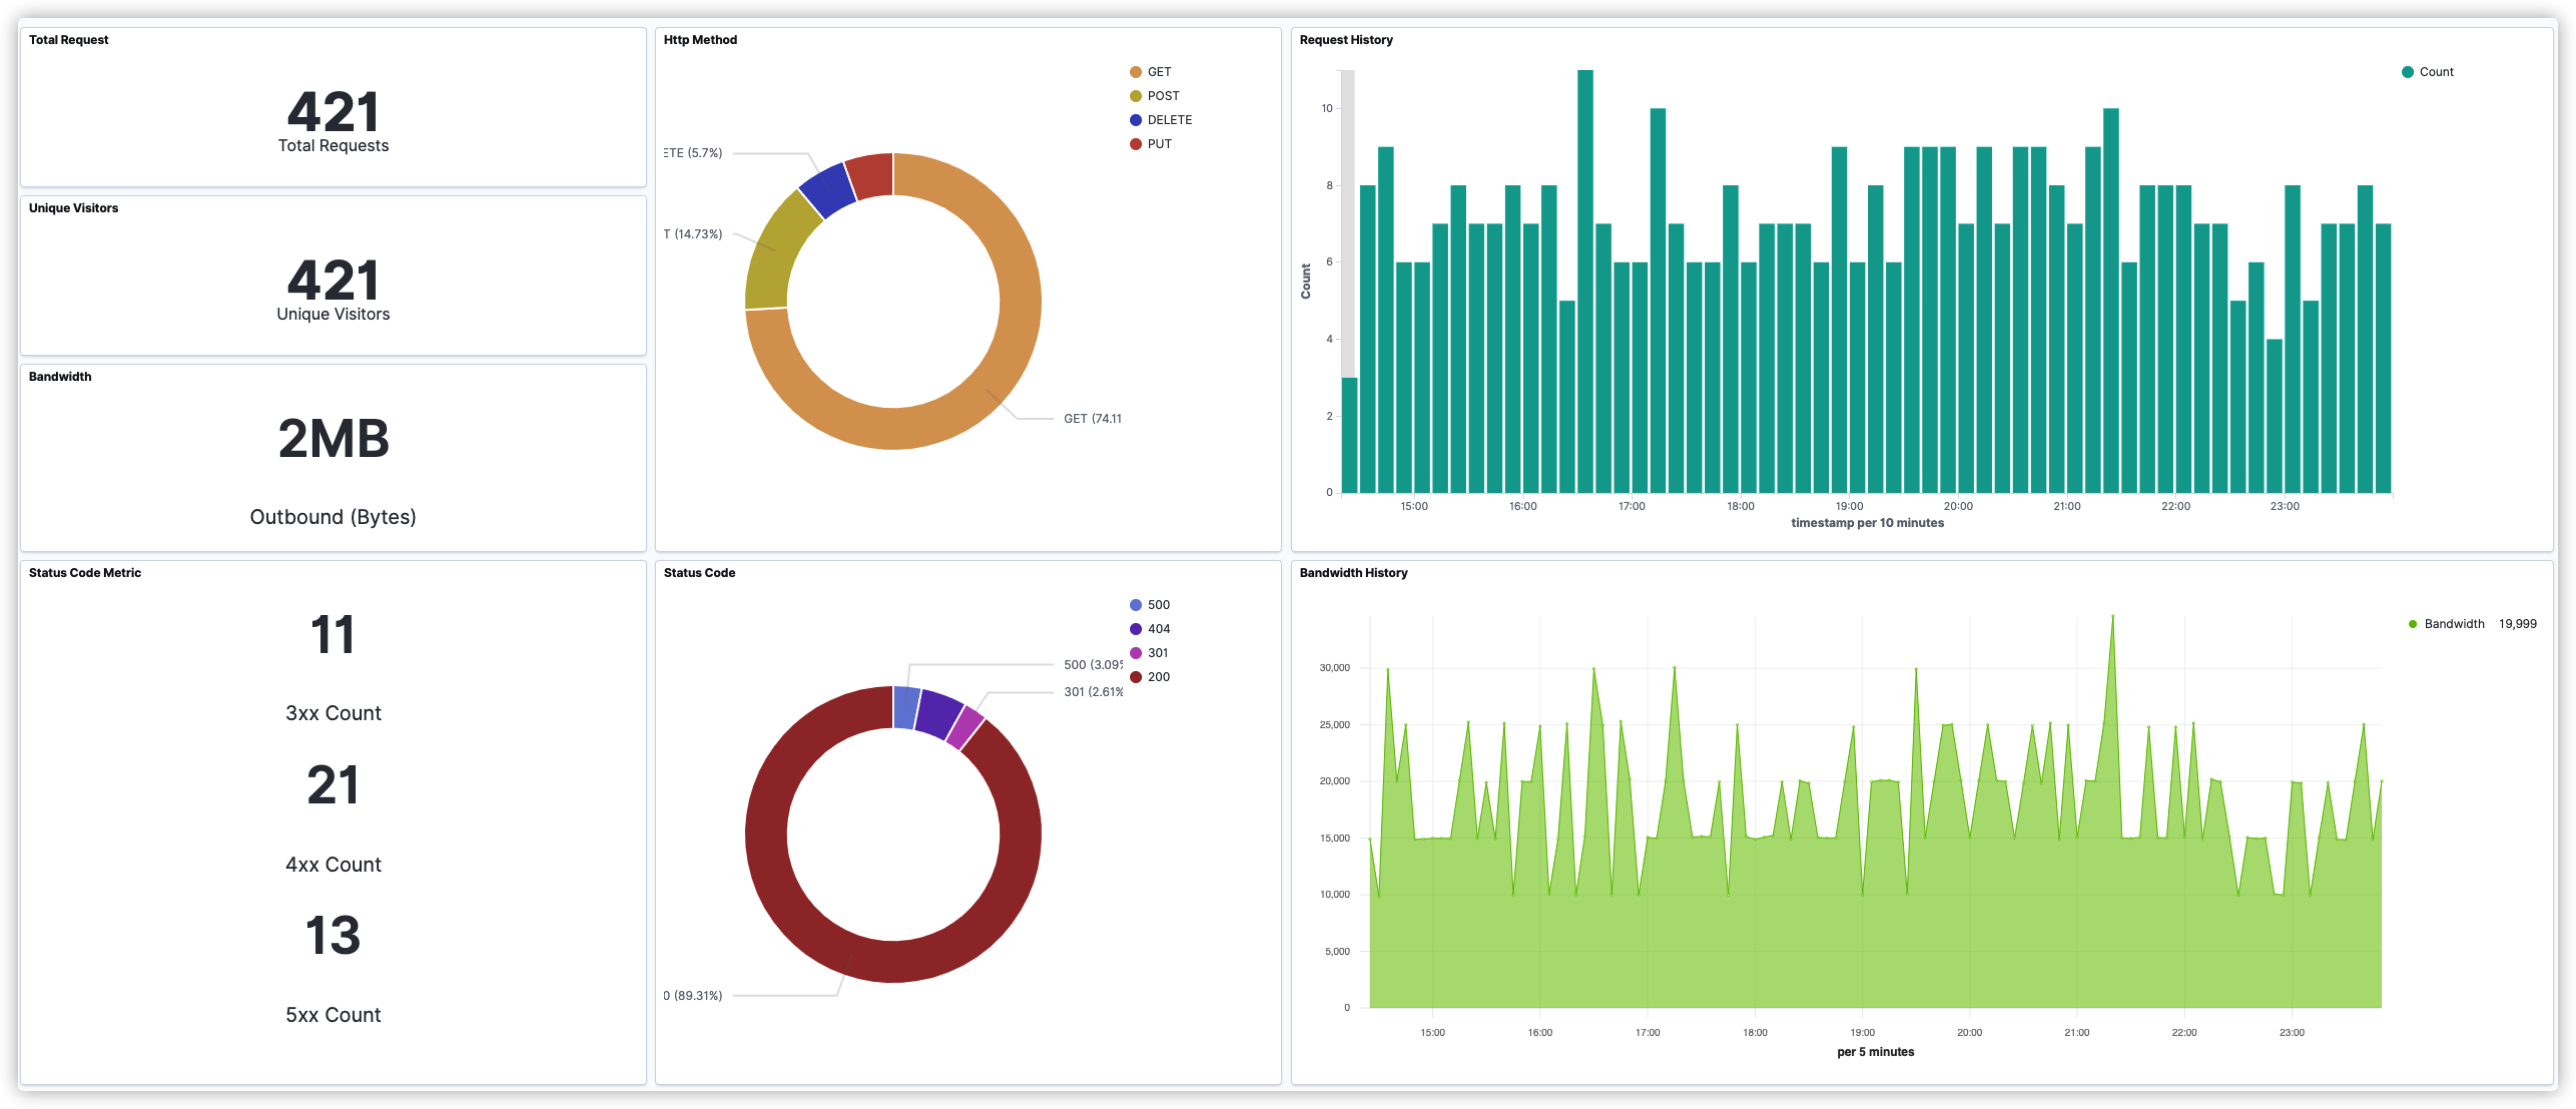 Total Request
421
Total Requests
Unique Visitors
421
Unique Visitors
Bandwidth
2MB
Outbound (Bytes)
Status Code Metric
11
3xx Count
21
4xx Count
13
5xx Count
Http Method
GET
POST
DELETE
PUT
ETE (5.7%)
T (14.73%)
GET (74.11
Status Code
500
404
301
200
500 (3.09%
301 (2.61%
0 (89.31%)
Request History
Count
10
8
6
4
2
0
Count
15:00 16:00 17:00 18:00 19:00 20:00 21:00 22:00 23:00
timestamp per 10 minutes
Bandwidth History
Bandwidth 19,999
30,000
25,000
20,000
15,000
10,000
5,000
0
15:00 16:00 17:00 18:00 19:00 20:00 21:00 22:00 23:00
per 5 minutes